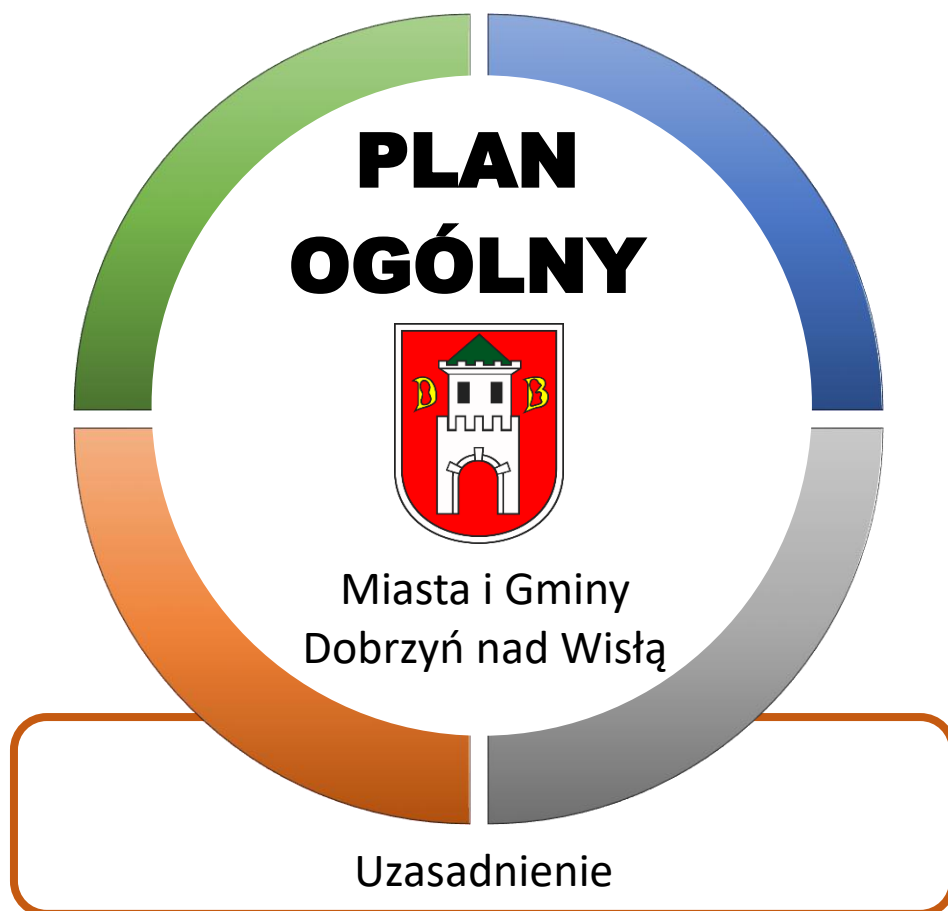 PLAN
OGÓLNY
D B
Miasta i Gminy
Dobrzyń nad Wisłą
Uzasadnienie